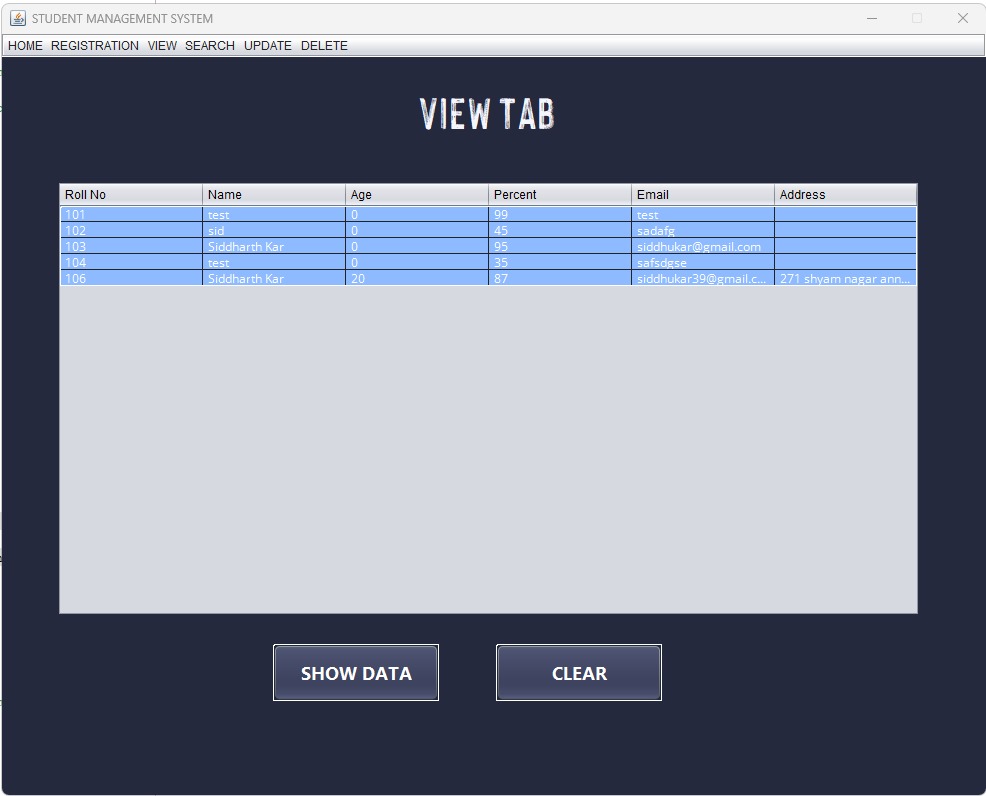 STUDENT MANAGEMENT SYSTEM
HOME REGISTRATION VIEW SEARCH UPDATE DELETE
VIEW TAB
Roll No Name Age Percent Email Address
101 test 0 99 test
102 sid 0 45 sadafg
103 Siddharth Kar 0 95 siddhukar@gmail.com
104 test 0 35 safsdgse
106 Siddharth Kar 20 87 siddhukar39@gmail.c... 271 shyam nagar ann...
SHOW DATA CLEAR